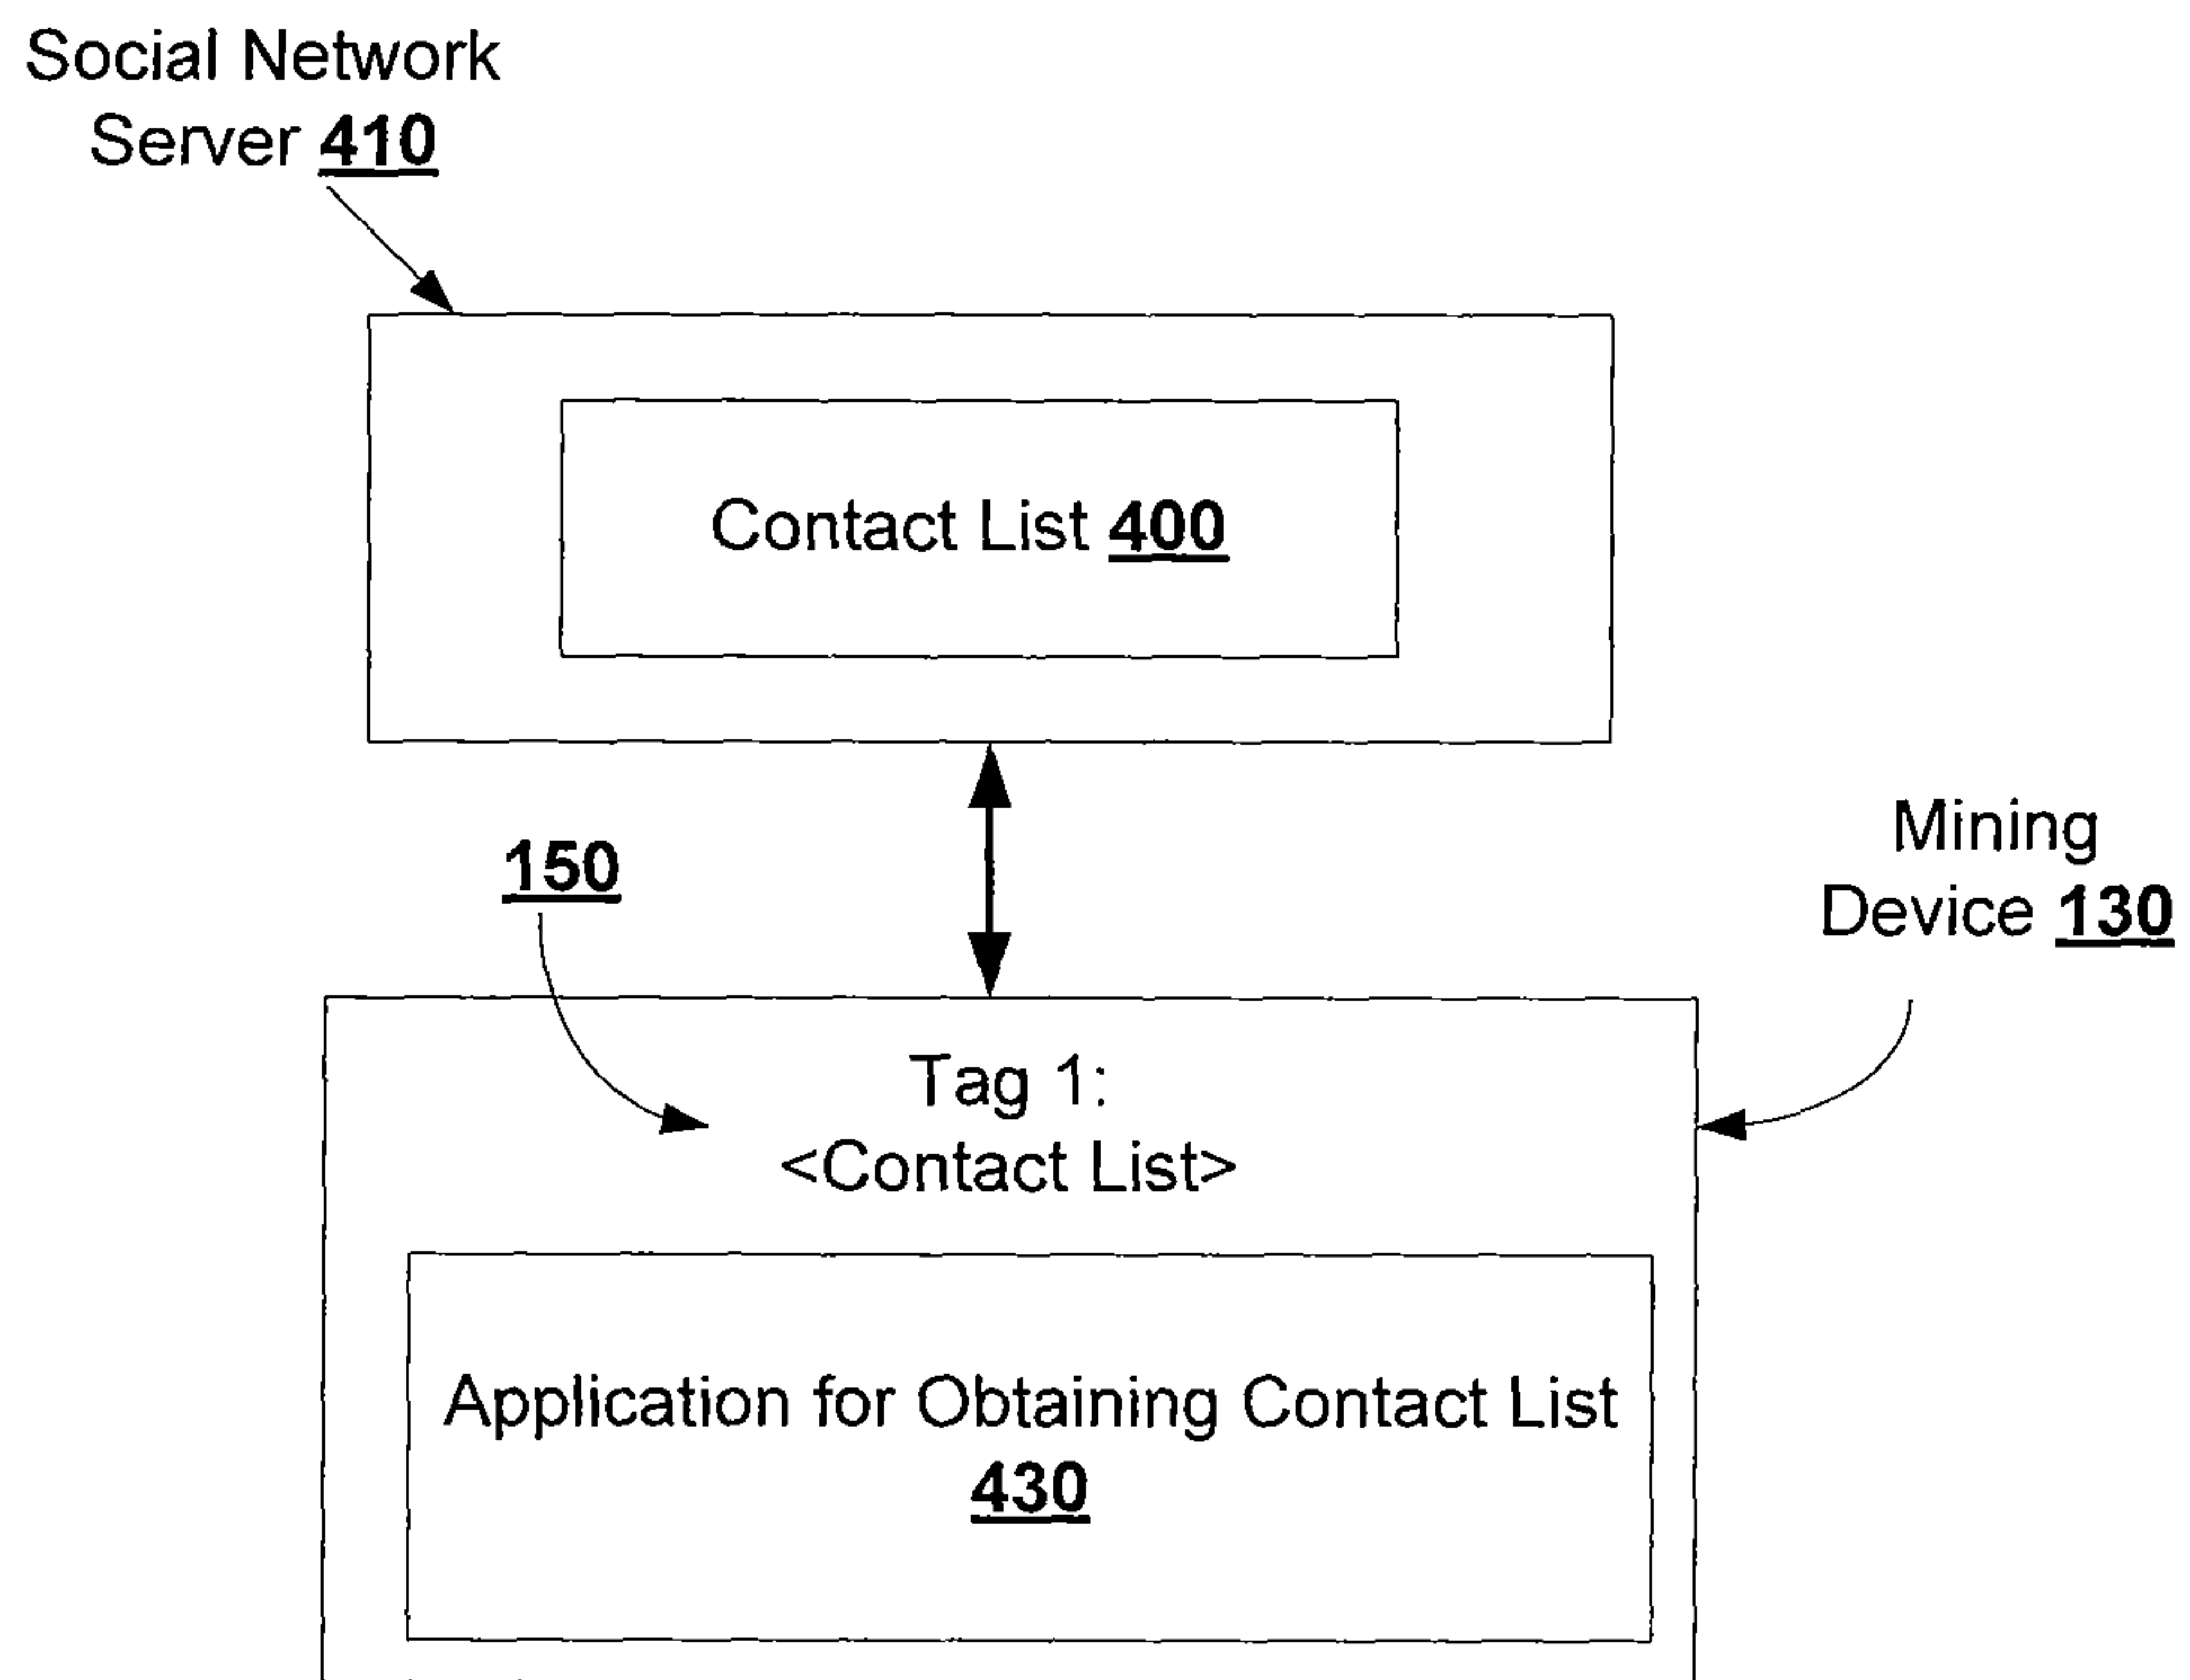 Social Network
Server 410
Contact List 400
150
Mining
Device 130
Tag 1:
<Contact List>
Application for Obtaining Contact List
430